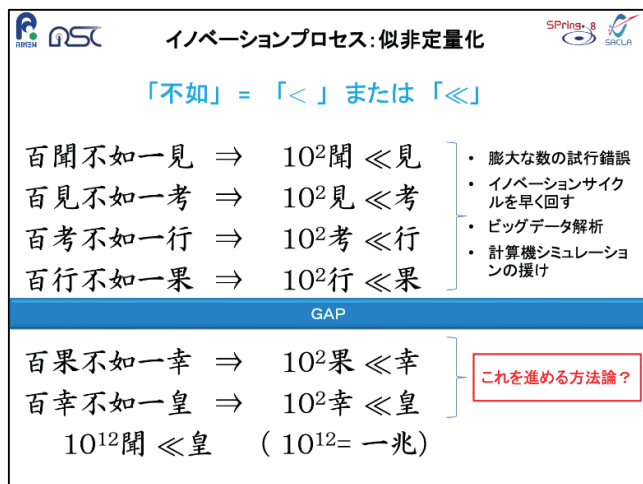 RIKEN RSC
イノベーションプロセス：似非定量化
SPring-8
SACLA
「不如」 = 「< 」 または 「≪」
百聞不如一見 ⇒ 10²聞 ≪見
百見不如一考 ⇒ 10²見 ≪考
百考不如一行 ⇒ 10²考 ≪行
百行不如一果 ⇒ 10²行 ≪果
• 膨大な数の試行錯誤
• イノベーションサイク
ルを早く回す
• ビッグデータ解析
• 計算機シミュレーショ
ンの援け
GAP
百果不如一幸 ⇒ 10²果 ≪幸
百幸不如一皇 ⇒ 10²幸 ≪皇
これを進める方法論？
10¹²聞 ≪皇 ( 10¹²= 一兆)